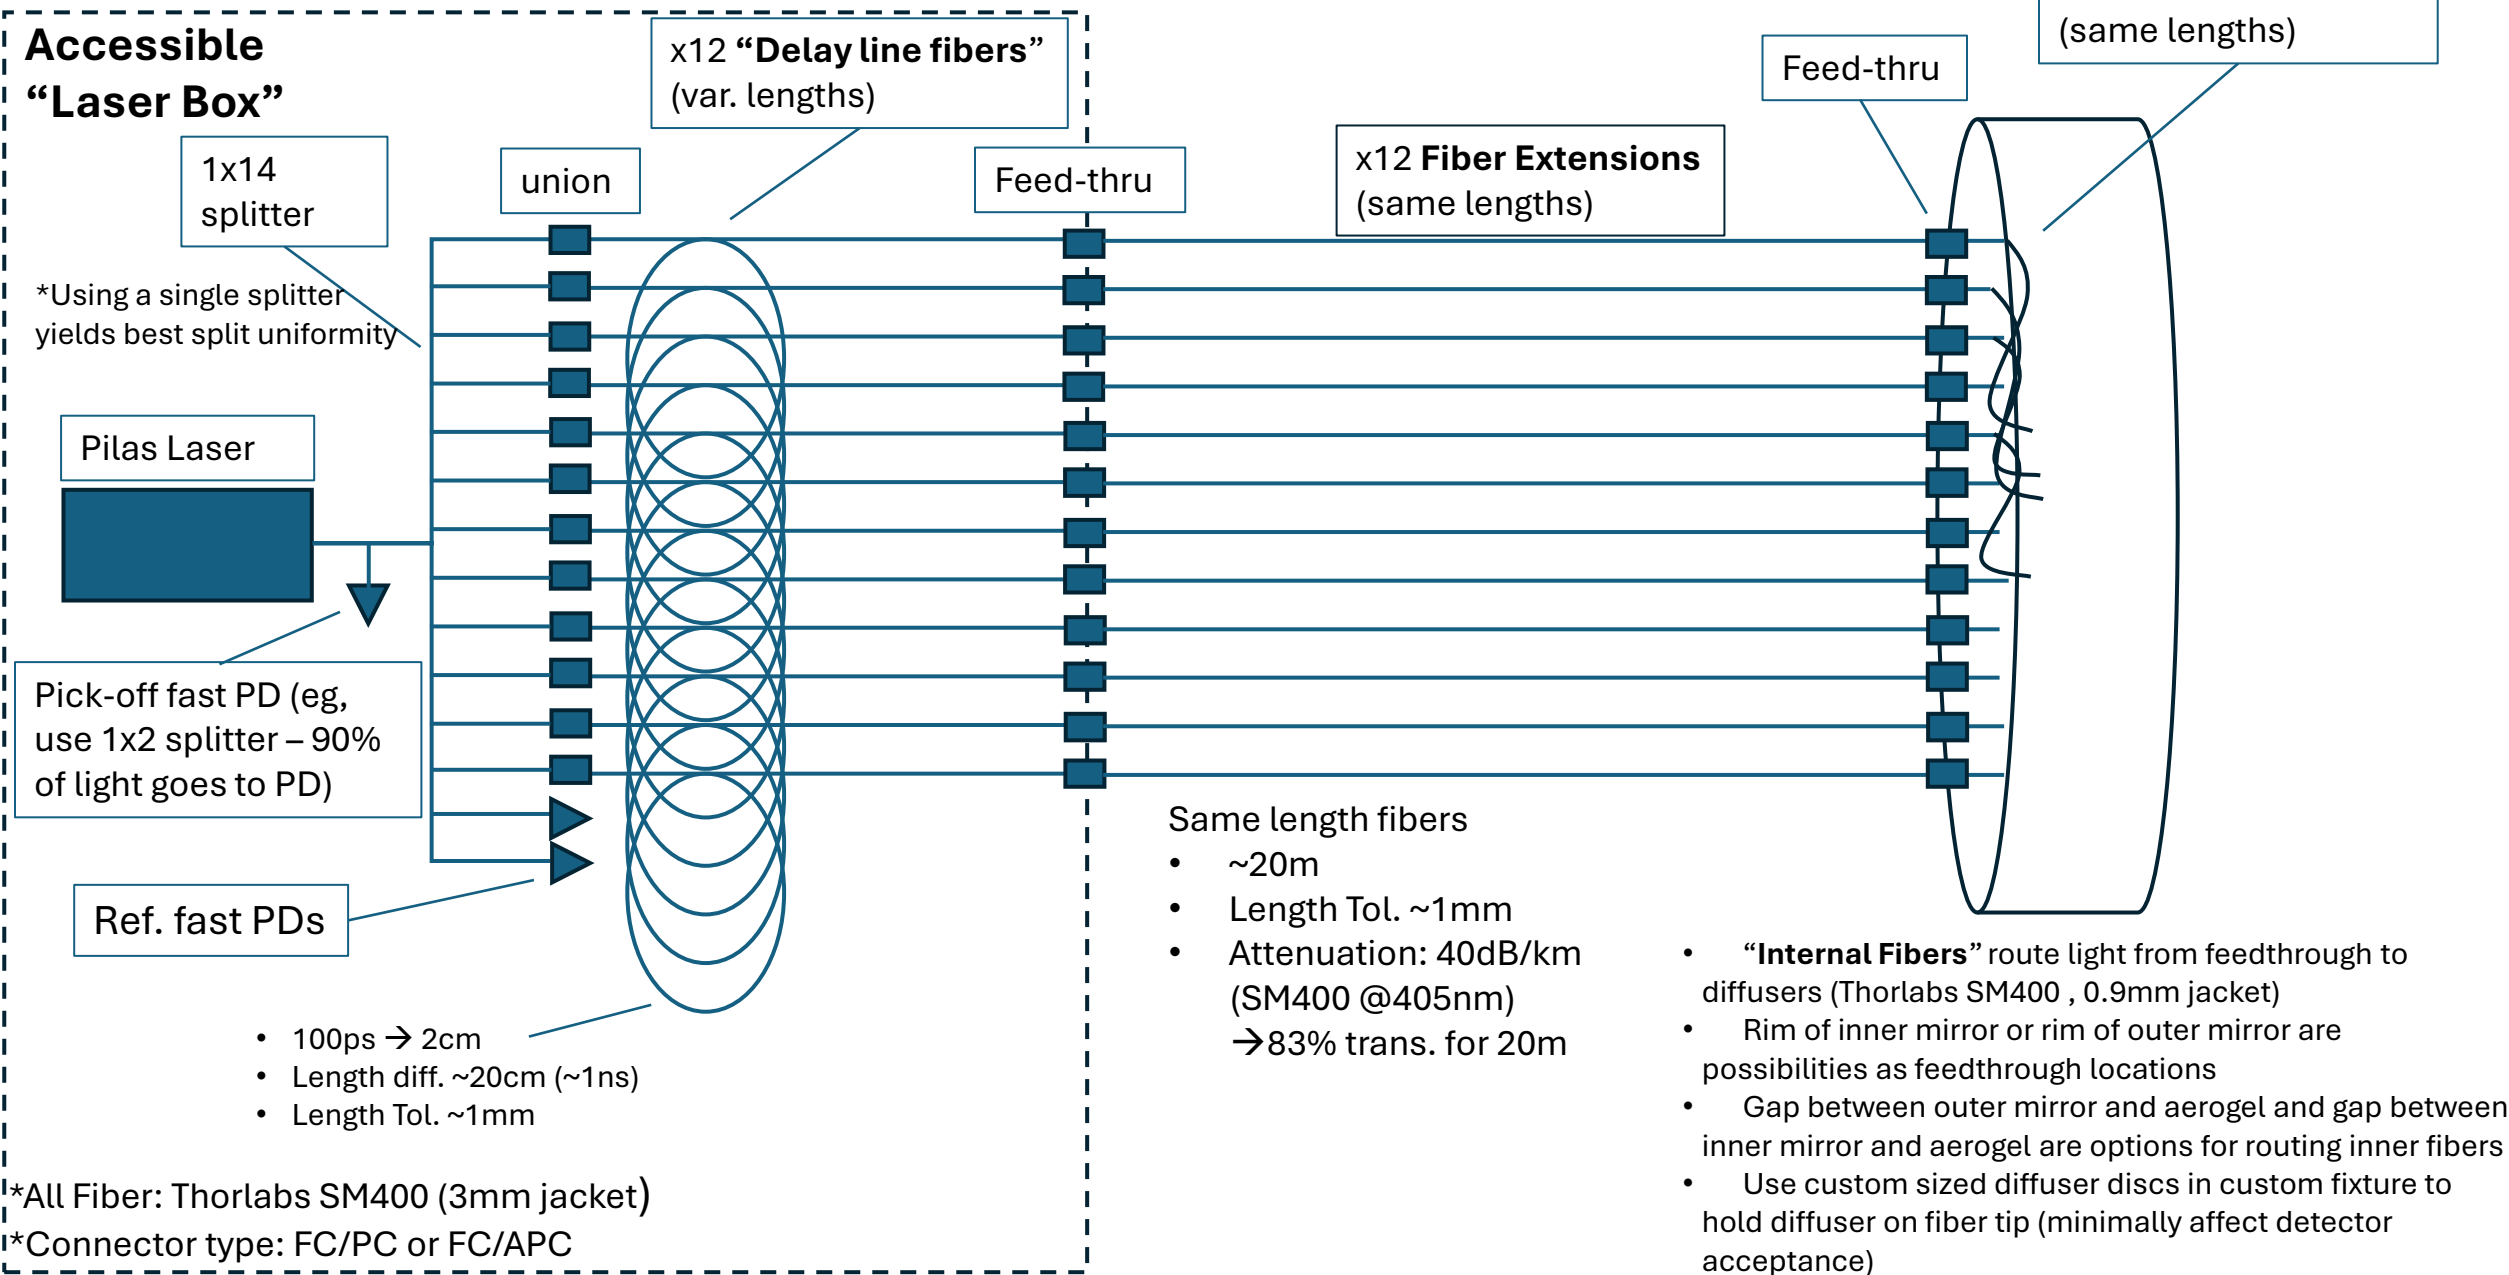 Accessible
“Laser Box”
x12 “Delay line fibers”
(var. lengths)
(same lengths)
Feed-thru
1x14
splitter
union
Feed-thru
x12 Fiber Extensions
(same lengths)
*Using a single splitter
yields best split uniformity
Pilas Laser
Pick-off fast PD (eg,
use 1x2 splitter – 90%
of light goes to PD)
Ref. fast PDs
Same length fibers
• ~20m
• Length Tol. ~1mm
• Attenuation: 40dB/km
(SM400 @405nm)
→83% trans. for 20m
• “Internal Fibers” route light from feedthrough to
diffusers (Thorlabs SM400 , 0.9mm jacket)
• Rim of inner mirror or rim of outer mirror are
possibilities as feedthrough locations
• Gap between outer mirror and aerogel and gap between
inner mirror and aerogel are options for routing inner fibers
• Use custom sized diffuser discs in custom fixture to
hold diffuser on fiber tip (minimally affect detector
acceptance)
• 100ps → 2cm
• Length diff. ~20cm (~1ns)
• Length Tol. ~1mm
*All Fiber: Thorlabs SM400 (3mm jacket)
*Connector type: FC/PC or FC/APC